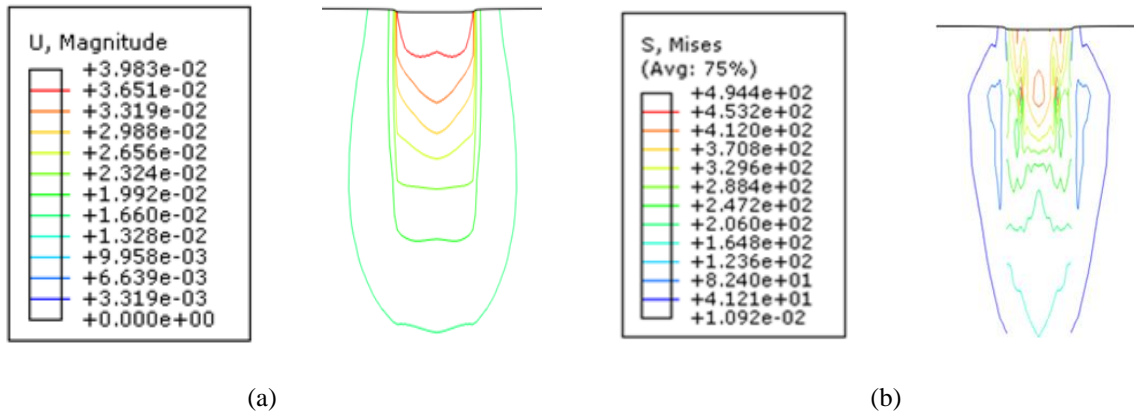 U, Magnitude
+3.983e-02
+3.651e-02
+3.319e-02
+2.988e-02
+2.656e-02
+2.324e-02
+1.992e-02
+1.660e-02
+1.328e-02
+9.958e-03
+6.639e-03
+3.319e-03
+0.000e+00
S, Mises
(Avg: 75%)
+4.944e+02
+4.532e+02
+4.120e+02
+3.708e+02
+3.296e+02
+2.884e+02
+2.472e+02
+2.060e+02
+1.648e+02
+1.236e+02
+8.240e+01
+4.121e+01
+1.092e-02
(a)
(b)